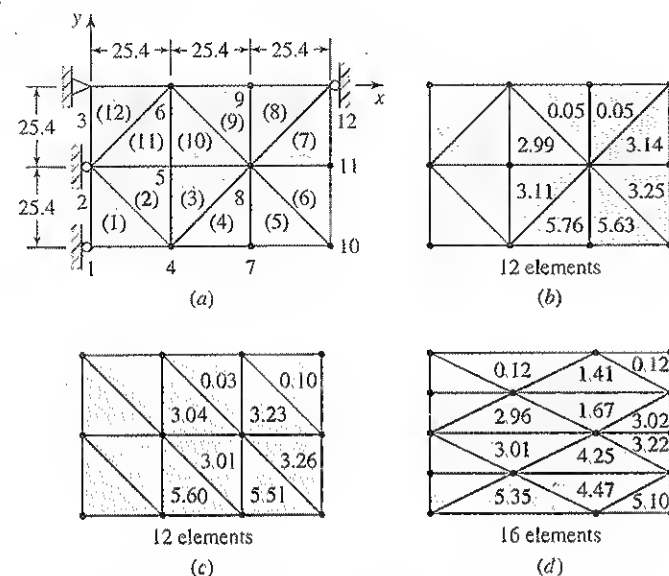 y
25.4 25.4 25.4
3 (12) 6 (11) (10) 9 (9) (8) (7) 12 x
25.4
2 5 11
25.4
(1) (2) (3) 8 (4) (5) (6)
1 4 7 10
(a)
0.05 0.05
2.99 3.14
3.11 3.25
5.76 5.63
12 elements
(b)
0.03 0.10
3.04 3.23
3.01 3.26
5.60 5.51
12 elements
(c)
0.12 1.41 0.12
2.96 1.67 3.02
3.01 4.25 3.22
5.35 4.47 5.10
16 elements
(d)